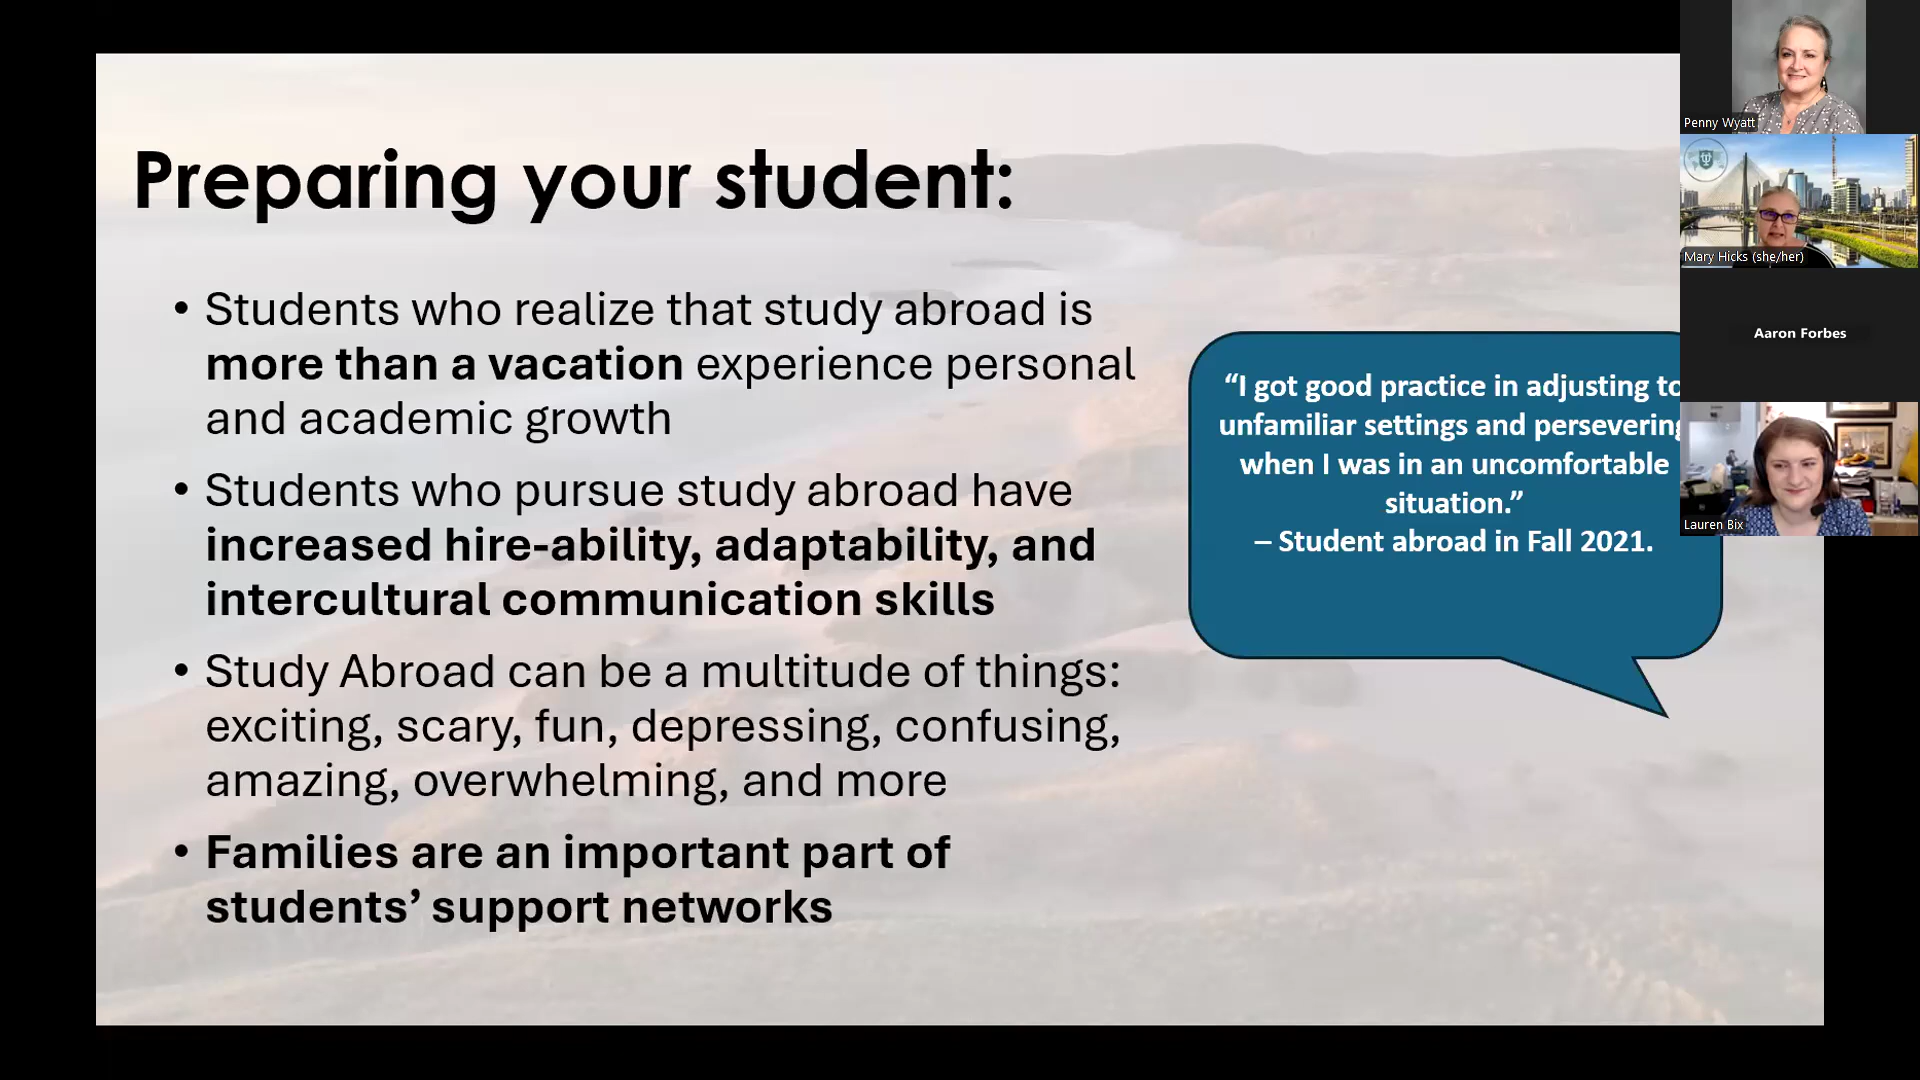 Preparing your student:
• Students who realize that study abroad is
more than a vacation experience personal
and academic growth
• Students who pursue study abroad have
increased hire-ability, adaptability, and
intercultural communication skills
• Study Abroad can be a multitude of things:
exciting, scary, fun, depressing, confusing,
amazing, overwhelming, and more
• Families are an important part of
students’ support networks
“I got good practice in adjusting to
unfamiliar settings and persevering
when I was in an uncomfortable
situation.”
– Student abroad in Fall 2021.
Penny Wyatt
Mary Hicks (she/her)
Aaron Forbes
Lauren Bix